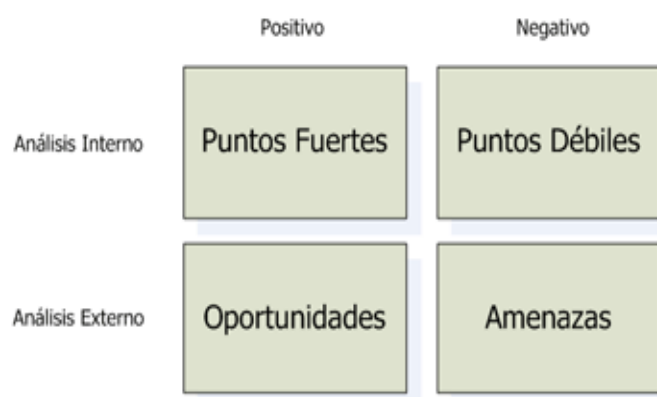 Positivo Negativo
Análisis Interno Puntos Fuertes Puntos Débiles
Análisis Externo Oportunidades Amenazas